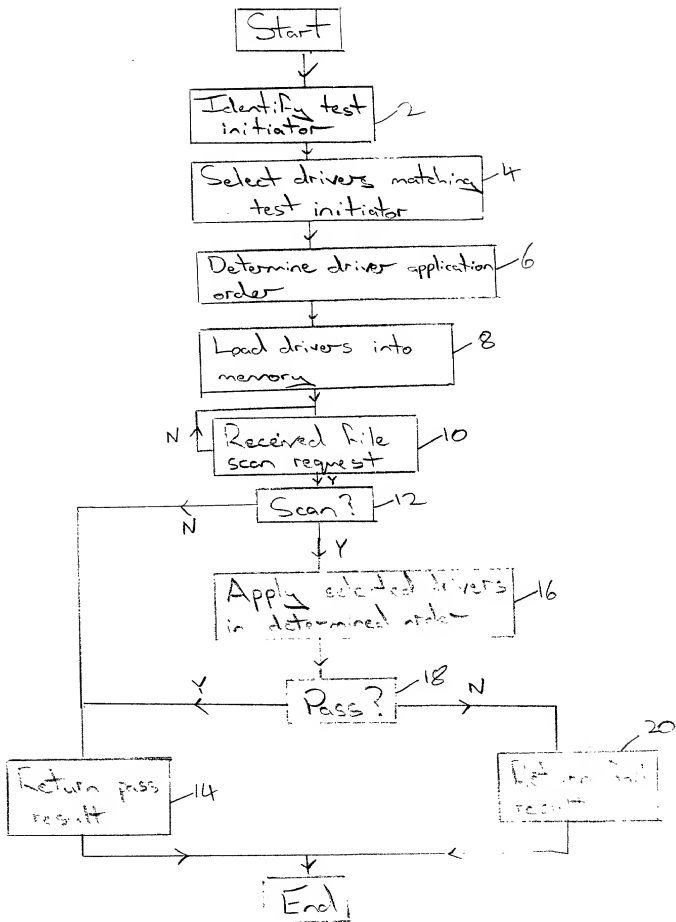 Start
Identify test
initiator
2
Select drivers matching
test initiator
4
Determine driver application
order
6
Load drivers into
memory
8
N
Received file
scan request
10
Y
Scan?
12
N
Y
Apply selected drivers
in determined order
16
Pass?
18
Y
N
Return pass
result
14
20
result
End